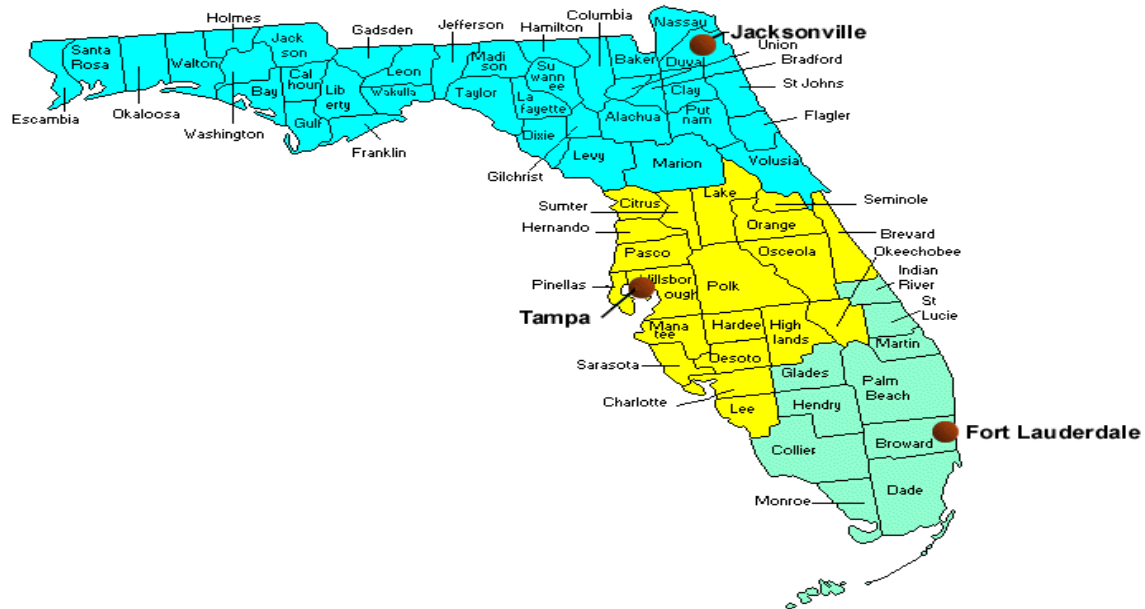 Holmes
Gadsden
Jefferson
Hamilton
Columbia
Nassau
Jacksonville
Santa
Rosa
Walton
Jack
son
Leon
Madi
son
Su
wann
ee
Baker
Duva
Union
Bradford
Cal
houn
Lib
erty
Wakulla
Taylor
La
fayette
Clay
St Johns
Bay
Escambia
Okaloosa
Washington
Gulf
Franklin
Dixie
Alachua
Put
nam
Flagler
Gilchrist
Levy
Marion
Volusia
Sumter
Citrus
Lake
Seminole
Hernando
Orange
Brevard
Pasco
Osceola
Okeechobee
Pinellas
Hillsbor
ough
Polk
Indian
River
St
Lucie
Tampa
Mana
tee
Hardee
High
lands
Martin
Sarasota
Desoto
Glades
Palm
Beach
Charlotte
Lee
Hendry
Fort Lauderdale
Collier
Broward
Monroe
Dade